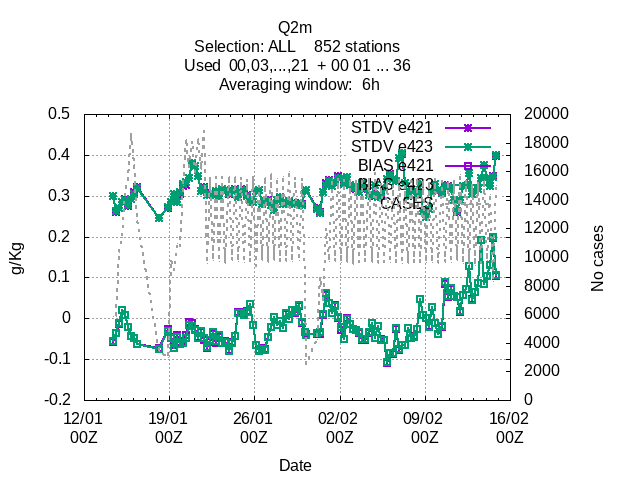 Q2m
Selection: ALL    852 stations
Used  00,03,...,21  + 00 01 ... 36
Averaging window:  6h
STDV e421
STDV e423
BIAS e421
BIAS e423
CASES
0.5
0.4
0.3
0.2
0.1
0
-0.1
-0.2
g/Kg
20000
18000
16000
14000
12000
10000
8000
6000
4000
2000
0
No cases
12/01 19/01 26/01 02/02 09/02 16/02
00Z 00Z 00Z 00Z 00Z 00Z
Date